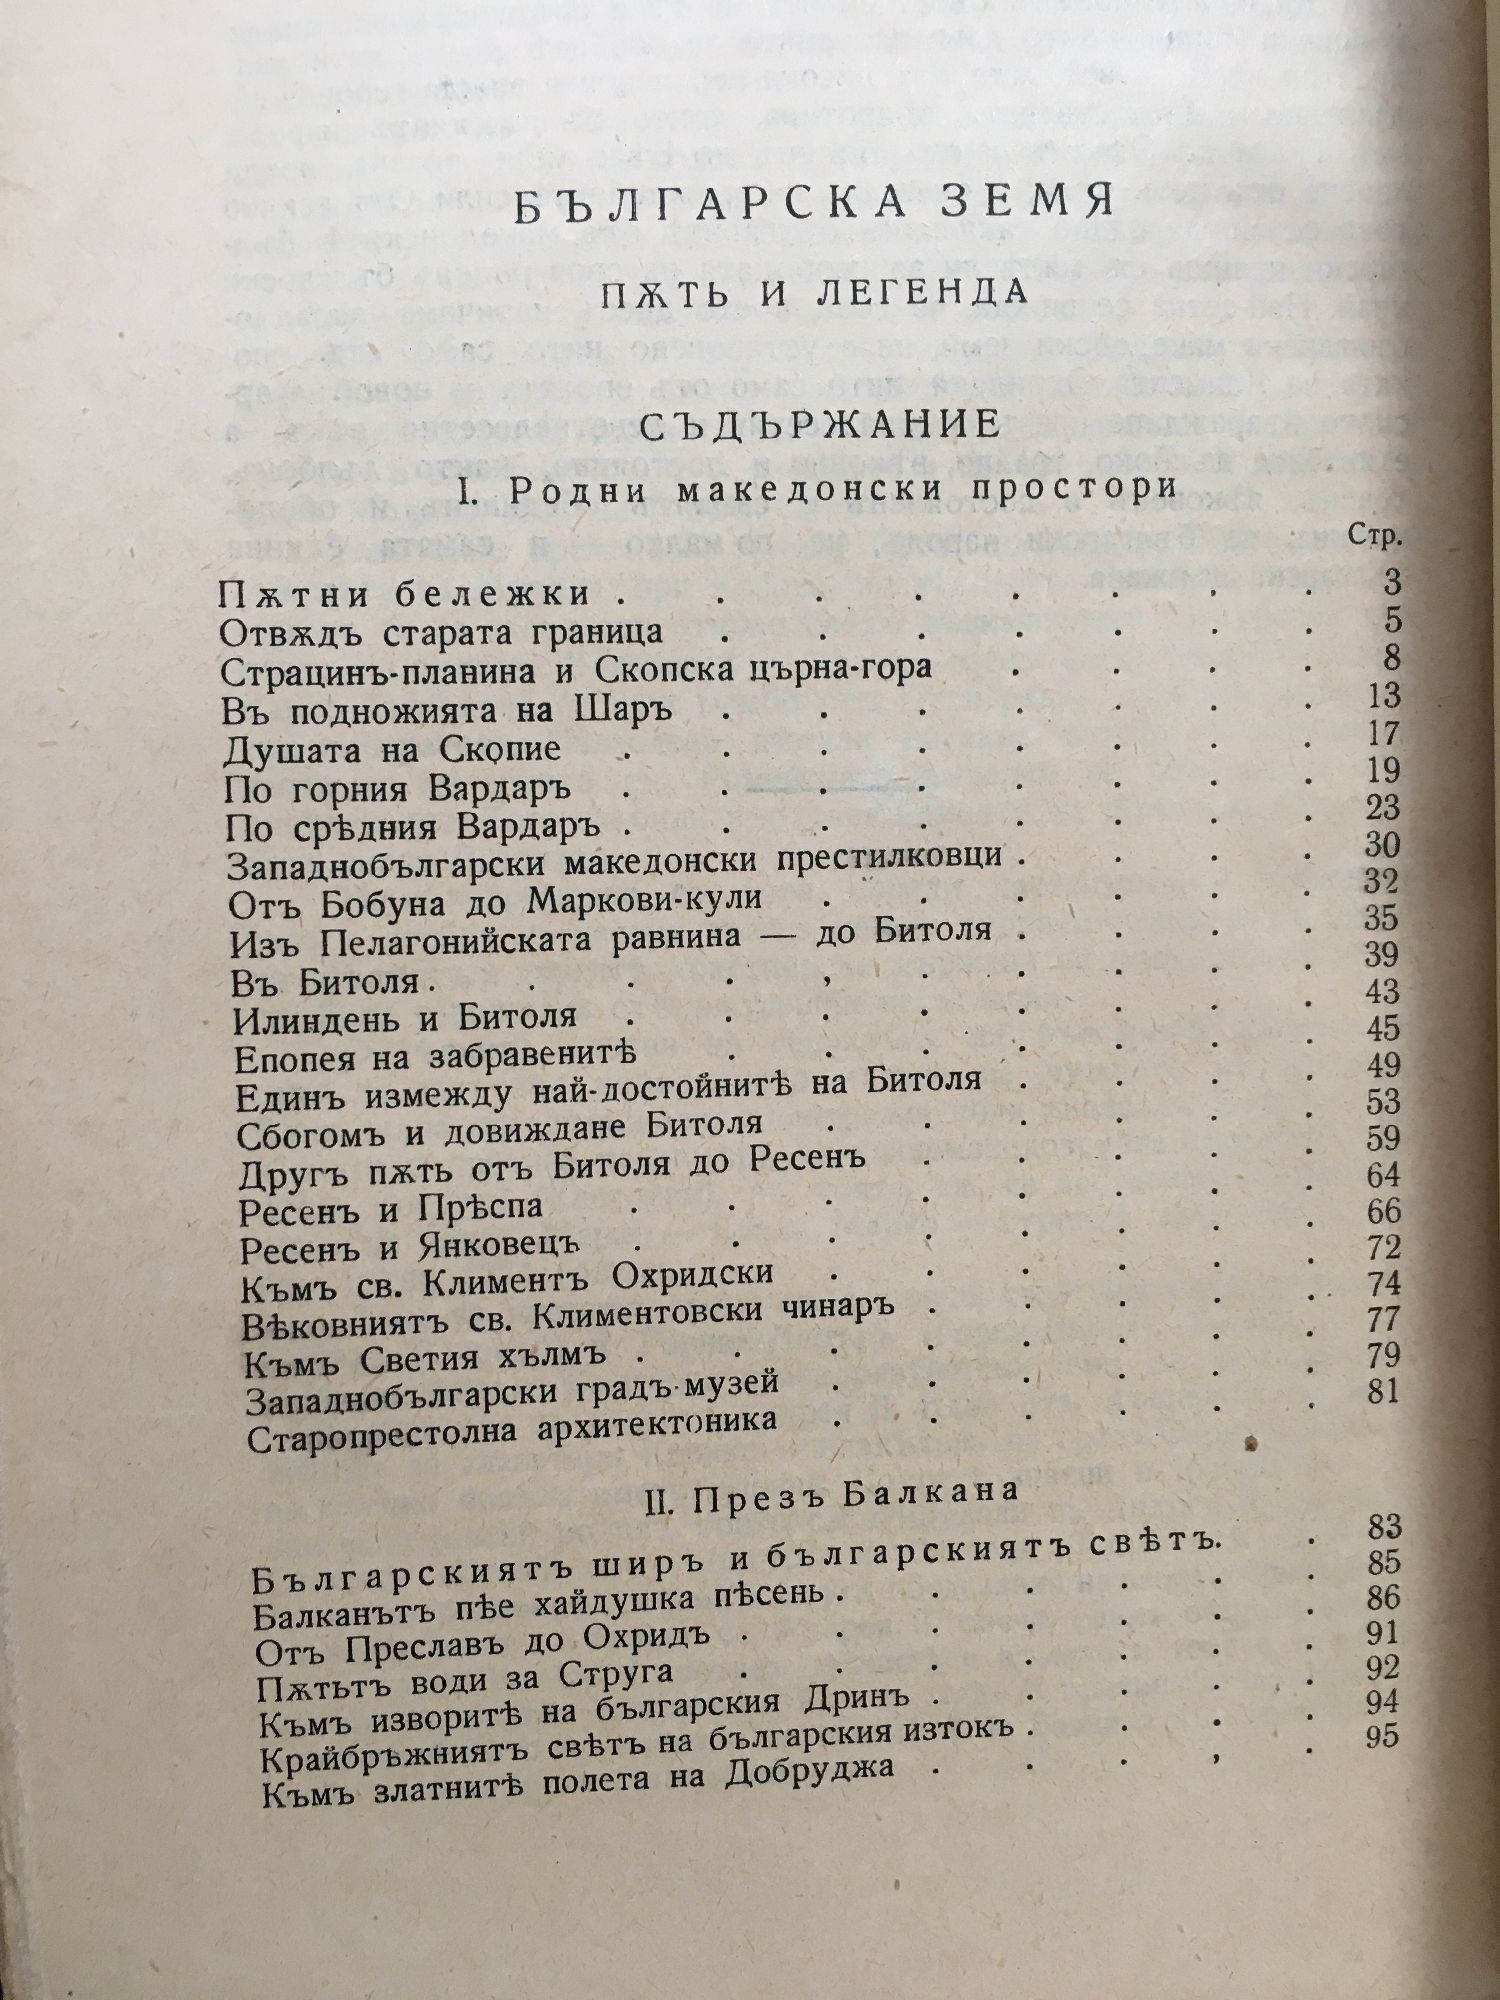 БЪЛГАРСКА ЗЕМЯ
ПѪТЬ И ЛЕГЕНДА
СЪДЪРЖАНИЕ
I. Родни македонски простори
Стр.
Пѫтни бележки . . . . . . . . 3
Отвѫдъ старата граница . . . . . . . 5
Страцинъ-планина и Скопска църна-гора . . . . 8
Въ подножията на Шаръ . . . . . . . 13
Душата на Скопие . . . . . . . . 17
По горния Вардаръ . . . . . . . . 19
По срѣдния Вардаръ . . . . . . . . 23
Западнобългарски македонски престилковци . . . . 30
Отъ Бобуна до Маркови-кули . . . . . . 32
Изъ Пелагонийската равнина — до Битоля . . . . 35
Въ Битоля . . . . . . . . . . 39
Илиндень и Битоля . . . . . . . . 43
Епопея на забравенитѣ . . . . . . . 45
Единъ измежду най-достойнитѣ на Битоля . . . . 49
Сбогомъ и довиждане Битоля . . . . . . 53
Другъ пѫть отъ Битоля до Ресенъ . . . . . 59
Ресенъ и Прѣспа . . . . . . . . 64
Ресенъ и Янковецъ . . . . . . . . 66
Къмъ св. Климентъ Охридски . . . . . . 72
Вѣковниятъ св. Климентовски чинаръ . . . . . 74
Къмъ Светия хълмъ . . . . . . . . 77
Западнобългарски градъ-музей . . . . . . 79
Старопрестолна архитектоника . . . . . . 81
II. Презъ Балкана
Българскиятъ ширъ и българскиятъ свѣтъ. . 83
Балканътъ пѣе хайдушка пѣсень . . . . . . 85
Отъ Преславъ до Охридъ . . . . . . . 86
Пѫтьтъ води за Струга . . . . . . . 91
Къмъ изворитѣ на българския Дринъ . . . . . 92
Крайбрѣжниятъ свѣтъ на българския изтокъ . . . . 94
Къмъ златнитѣ полета на Добруджа . . . . . 95